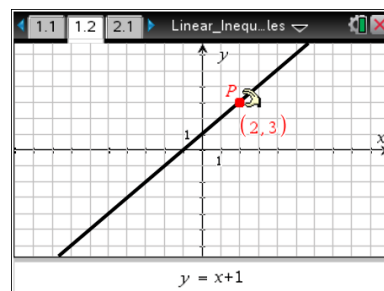 1.1 1.2 2.1 Linear_Inequ...les
y
P
(2,3)
1
x
1
y = x+1